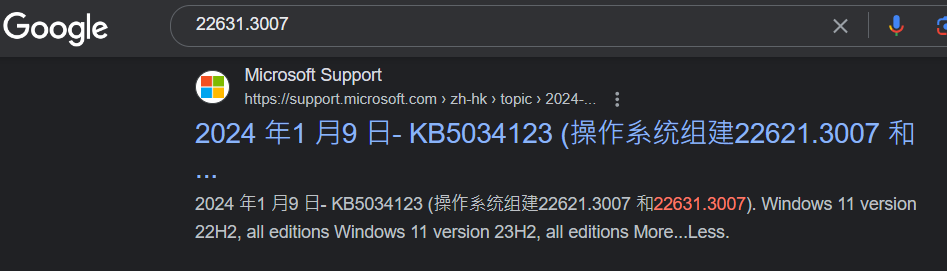 Google
22631.3007
Microsoft Support
https://support.microsoft.com › zh-hk › topic › 2024-...
2024 年1 月9 日- KB5034123 (操作系统组建22621.3007 和
...
2024 年1 月9 日- KB5034123 (操作系统组建22621.3007 和22631.3007). Windows 11 version
22H2, all editions Windows 11 version 23H2, all editions More...Less.